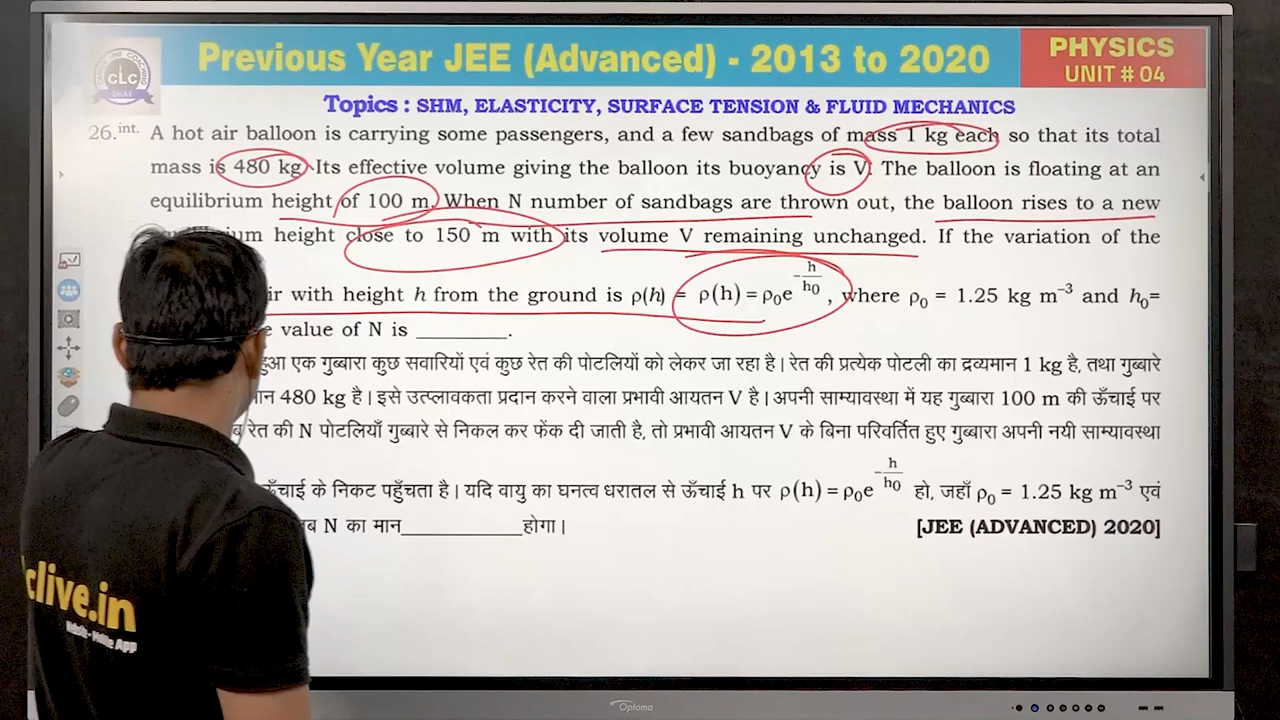 Previous Year JEE (Advanced) - 2013 to 2020
PHYSICS
UNIT # 04
CLC
SIKAR
Topics : SHM, ELASTICITY, SURFACE TENSION & FLUID MECHANICS
26.int. A hot air balloon is carrying some passengers, and a few sandbags of mass 1 kg each so that its total
mass is 480 kg. Its effective volume giving the balloon its buoyancy is V. The balloon is floating at an
equilibrium height of 100 m. When N number of sandbags are thrown out, the balloon rises to a new
height close to 150 m with its volume V remaining unchanged. If the variation of the
with height h from the ground is ρ(h) = ρ(h) = ρ₀e^(-h/h0), where ρ₀ = 1.25 kg m⁻³ and h₀=
value of N is ________.
हुआ एक गुब्बारा कुछ सवारियों एवं कुछ रेत की पोटलियों को लेकर जा रहा है। रेत की प्रत्येक पोटली का द्रव्यमान 1 kg है, तथा गुब्बारे
480 kg है। इसे उत्प्लावकता प्रदान करने वाला प्रभावी आयतन V है। अपनी साम्यावस्था में यह गुब्बारा 100 m की ऊँचाई पर
रेत की N पोटलियाँ गुब्बारे से निकल कर फेंक दी जाती है, तो प्रभावी आयतन V के बिना परिवर्तित हुए गुब्बारा अपनी नयी साम्यावस्था
के निकट पहुँचता है। यदि वायु का घनत्व धरातल से ऊँचाई h पर ρ(h) = ρ₀e^(-h/h0) हो, जहाँ ρ₀ = 1.25 kg m⁻³ एवं
N का मान____________होगा।
[JEE (ADVANCED) 2020]
clive.in
Optoma